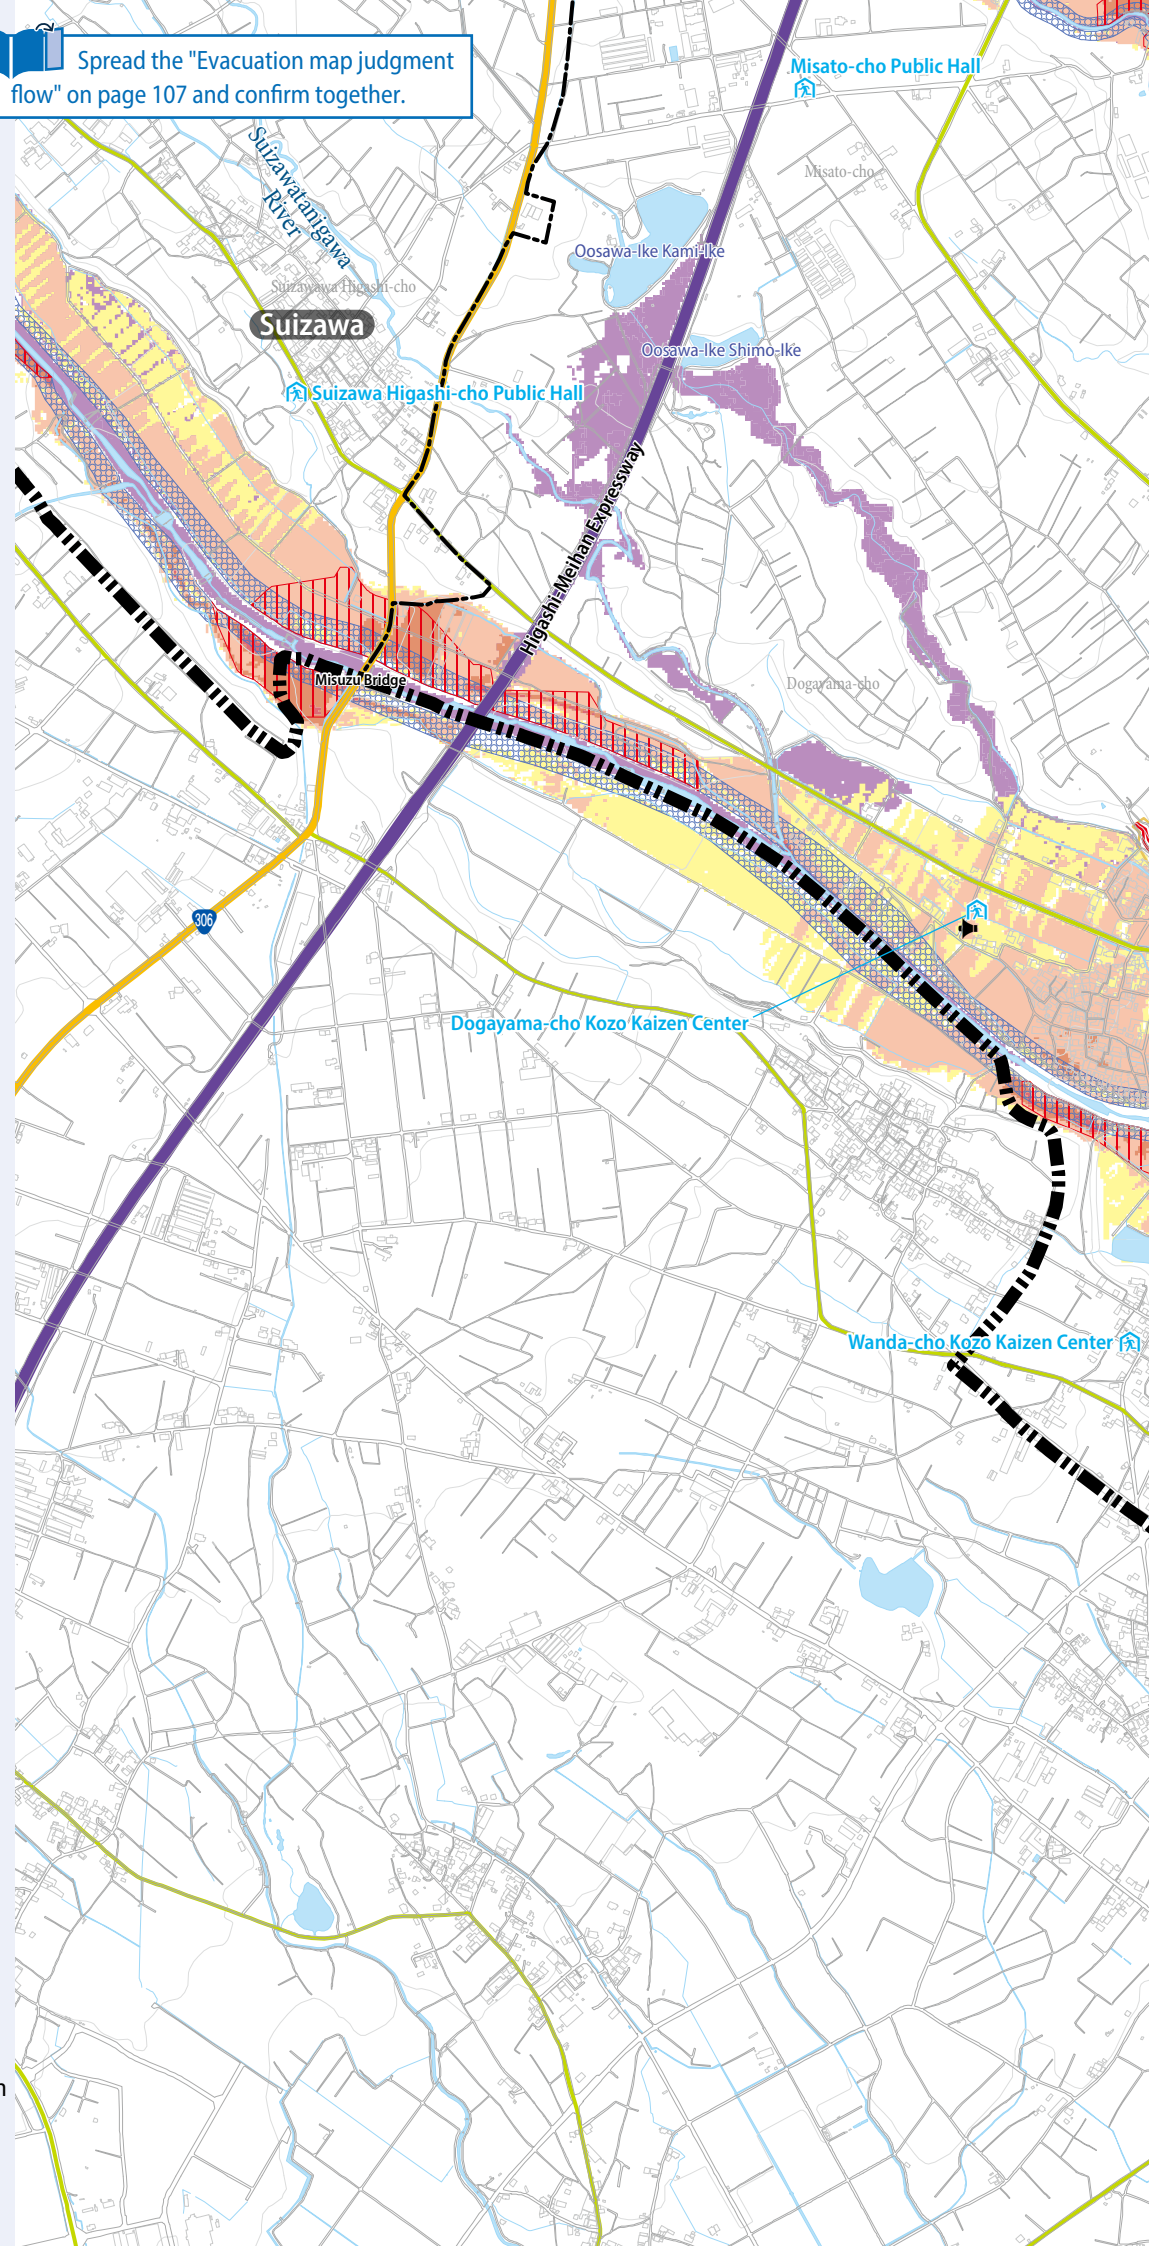 Spread the "Evacuation map judgment
flow" on page 107 and confirm together.
Misato-cho Public Hall
Suizawatanigawa
River
Misato-cho
Oosawa-Ike Kami-Ike
Suizawawa Higashi-cho
Suizawa
Oosawa-Ike Shimo-Ike
Suizawa Higashi-cho Public Hall
Higashi-Meihan Expressway
Misuzu Bridge
Dogayama-cho
306
Dogayama-cho Kozo Kaizen Center
Wanda-cho Kozo Kaizen Center
n